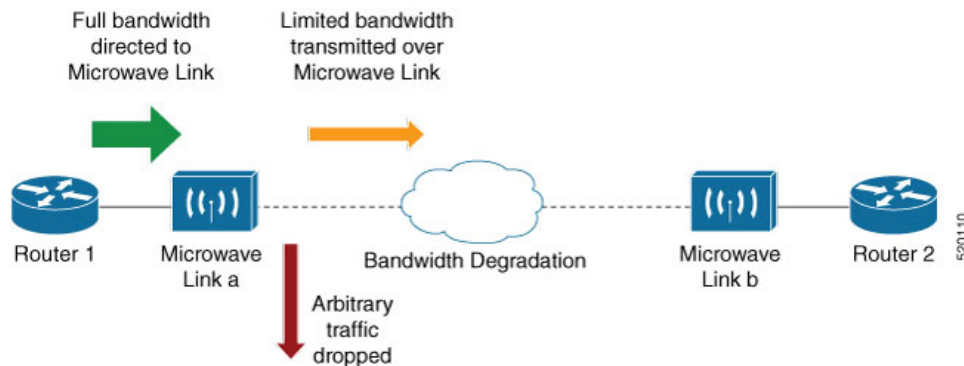 Full bandwidth
directed to
Microwave Link
Limited bandwidth
transmitted over
Microwave Link
Router 1
Microwave
Link a
Bandwidth Degradation
Microwave
Link b
Router 2
520110
Arbitrary
traffic
dropped